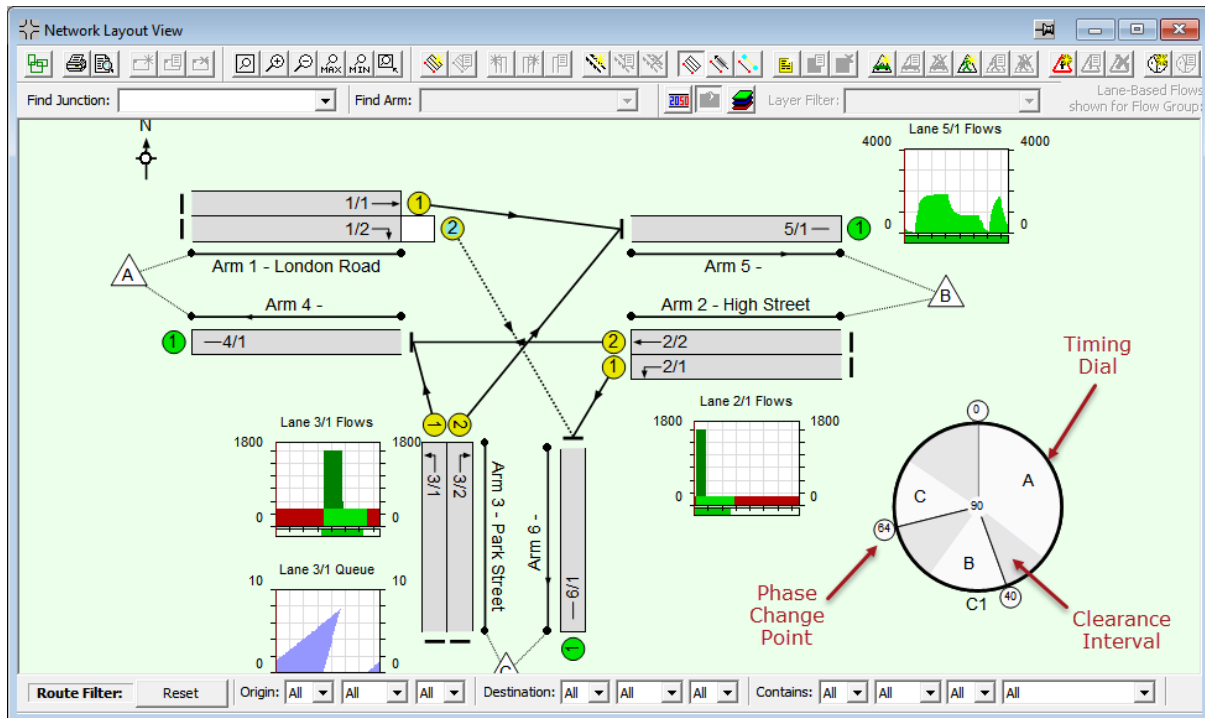 Network Layout View
MAX MIN
2050
Find Junction: Find Arm: Layer Filter: Lane-Based Flows
shown for Flow Group:
N
Lane 5/1 Flows
4000 4000
0 0
1/1 1
1/2 2
5/1 1
A
Arm 1 - London Road
Arm 5 -
B
Arm 4 -
Arm 2 - High Street
1 4/1
2 2/2
1 2/1
Timing
Dial
Lane 3/1 Flows
1800 1800
0 0
1 2
3/1 3/2
Arm 3 - Park Street
Arm 6 -
6/1
1
Lane 2/1 Flows
1800 1800
0 0
0
A
C
90
64
B
40
C1
Phase
Change
Point
Clearance
Interval
Lane 3/1 Queue
10 10
0 0
C
Route Filter: Reset Origin: All All All Destination: All All All Contains: All All All All